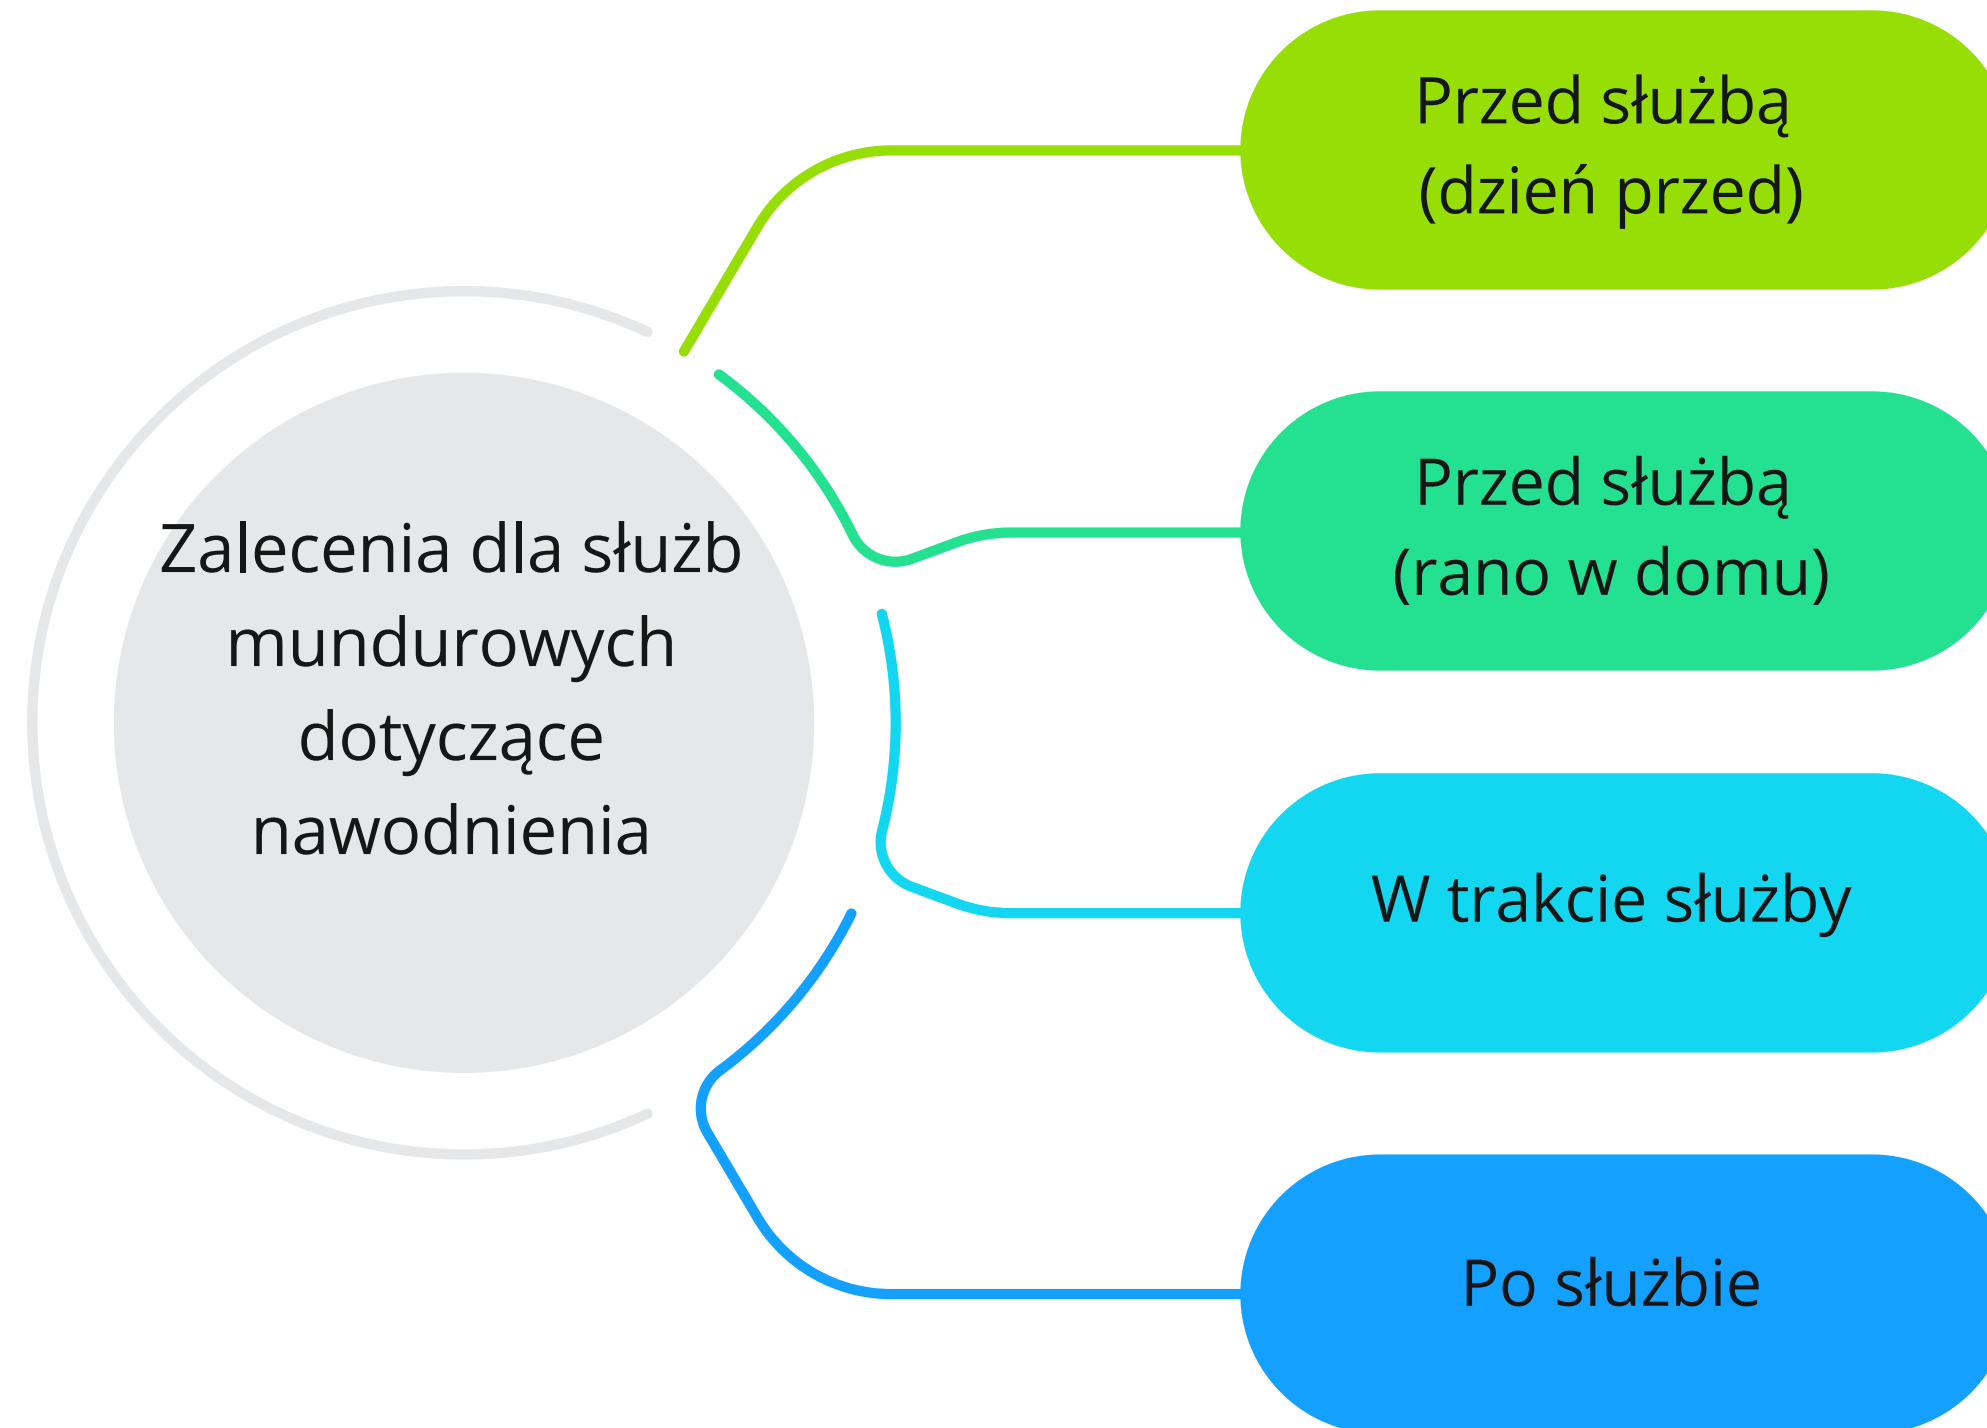 Zalecenia dla służb
mundurowych
dotyczące
nawodnienia
Przed służbą
(dzień przed)
Przed służbą
(rano w domu)
W trakcie służby
Po służbie